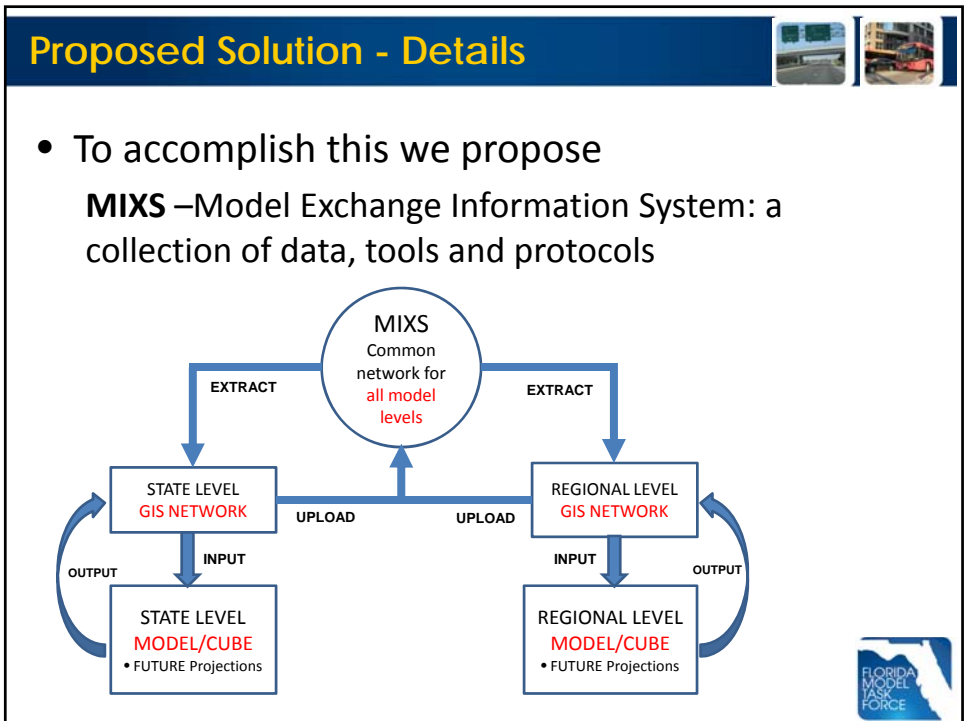 Proposed Solution - Details
• To accomplish this we propose
MIXS –Model Exchange Information System: a
collection of data, tools and protocols
MIXS
Common
network for
all model
levels
EXTRACT
EXTRACT
STATE LEVEL
GIS NETWORK
REGIONAL LEVEL
GIS NETWORK
UPLOAD
UPLOAD
INPUT
INPUT
OUTPUT
OUTPUT
STATE LEVEL
MODEL/CUBE
• FUTURE Projections
REGIONAL LEVEL
MODEL/CUBE
• FUTURE Projections
FLORIDA
MODEL
TASK
FORCE